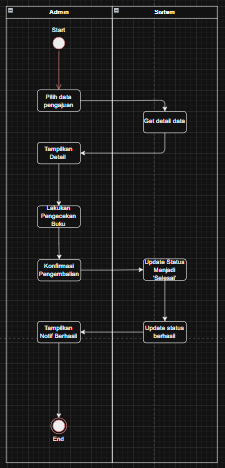 Admin
Sistem
Start
Pilih data
pengajuan
Get detail data
Tampilkan
Detail
Lakukan
Pengecekan
Buku
Konfirmasi
Pengembalian
Update Status
Menjadi
'Selesai'
Tampilkan
Notif Berhasil
Update status
berhasil
End